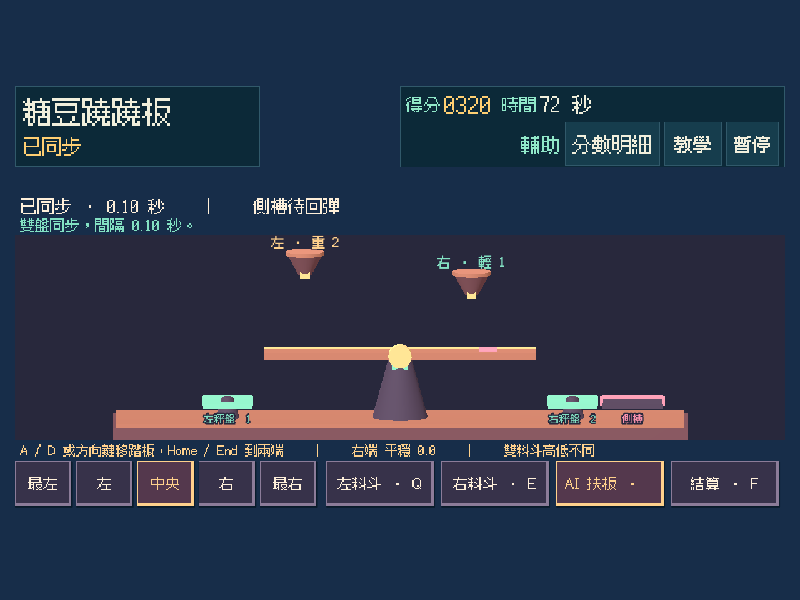 糖豆蹺蹺板
已同步
得分0320 時間72 秒
輔助 分數明細 教學 暫停
已同步 · 0.10 秒 | 側槽待回彈
雙盤同步，間隔 0.10 秒。
左 · 重 2
右 · 輕 1
左秤盤 1
右秤盤 2
側槽
A / D 或方向鍵移踏板，Home / End 到兩端 | 右端 平穩 0.0 | 雙料斗高低不同
最左 左 中央 右 最右 左料斗 · Q 右料斗 · E AI 扶板 · 結算 · F